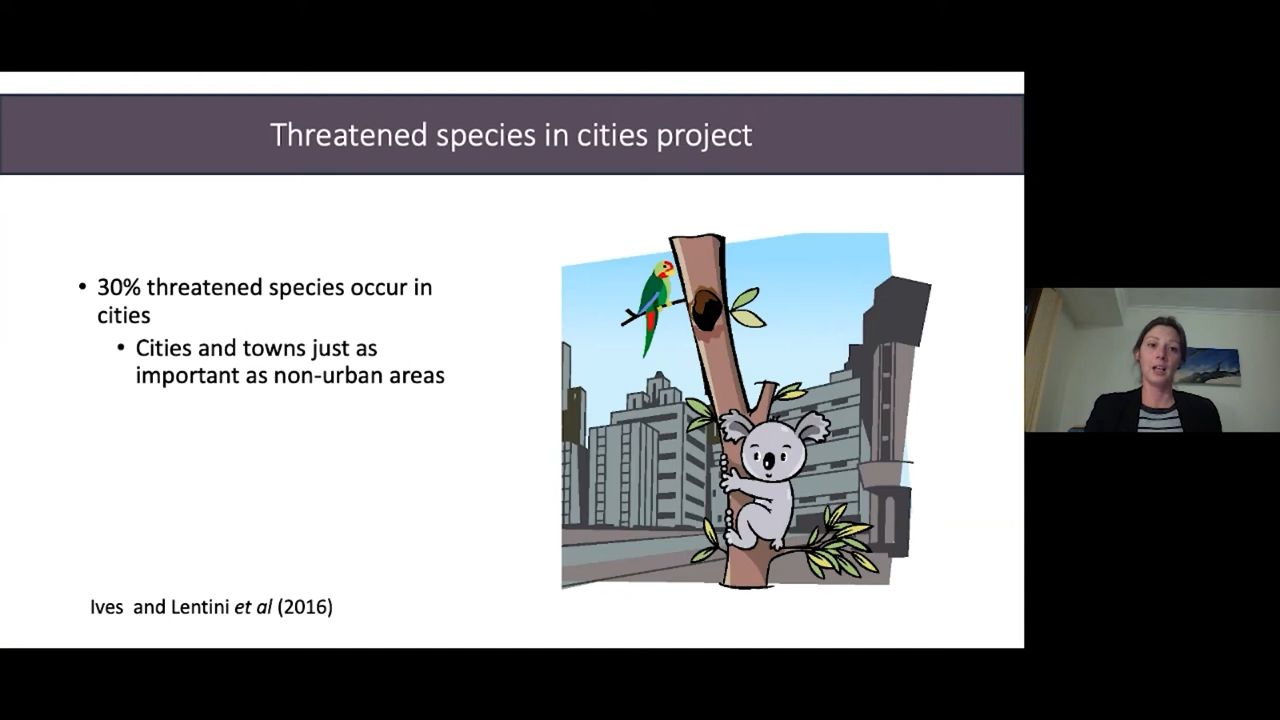 Threatened species in cities project
• 30% threatened species occur in
cities
• Cities and towns just as
important as non-urban areas
Ives and Lentini et al (2016)